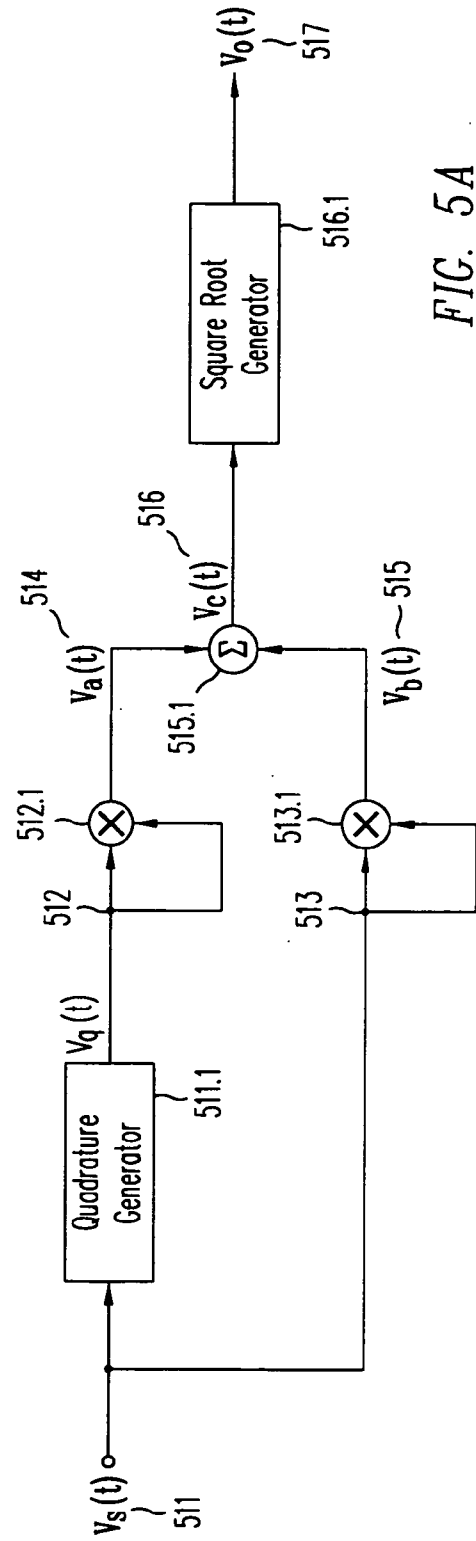 Vs(t)
511
Quadrature
Generator
511.1
Vq(t)
512
512.1
Va(t)
514
513
513.1
Vb(t)
515
Σ
515.1
Vc(t)
516
Square Root
Generator
516.1
Vo(t)
517
FIG. 5A